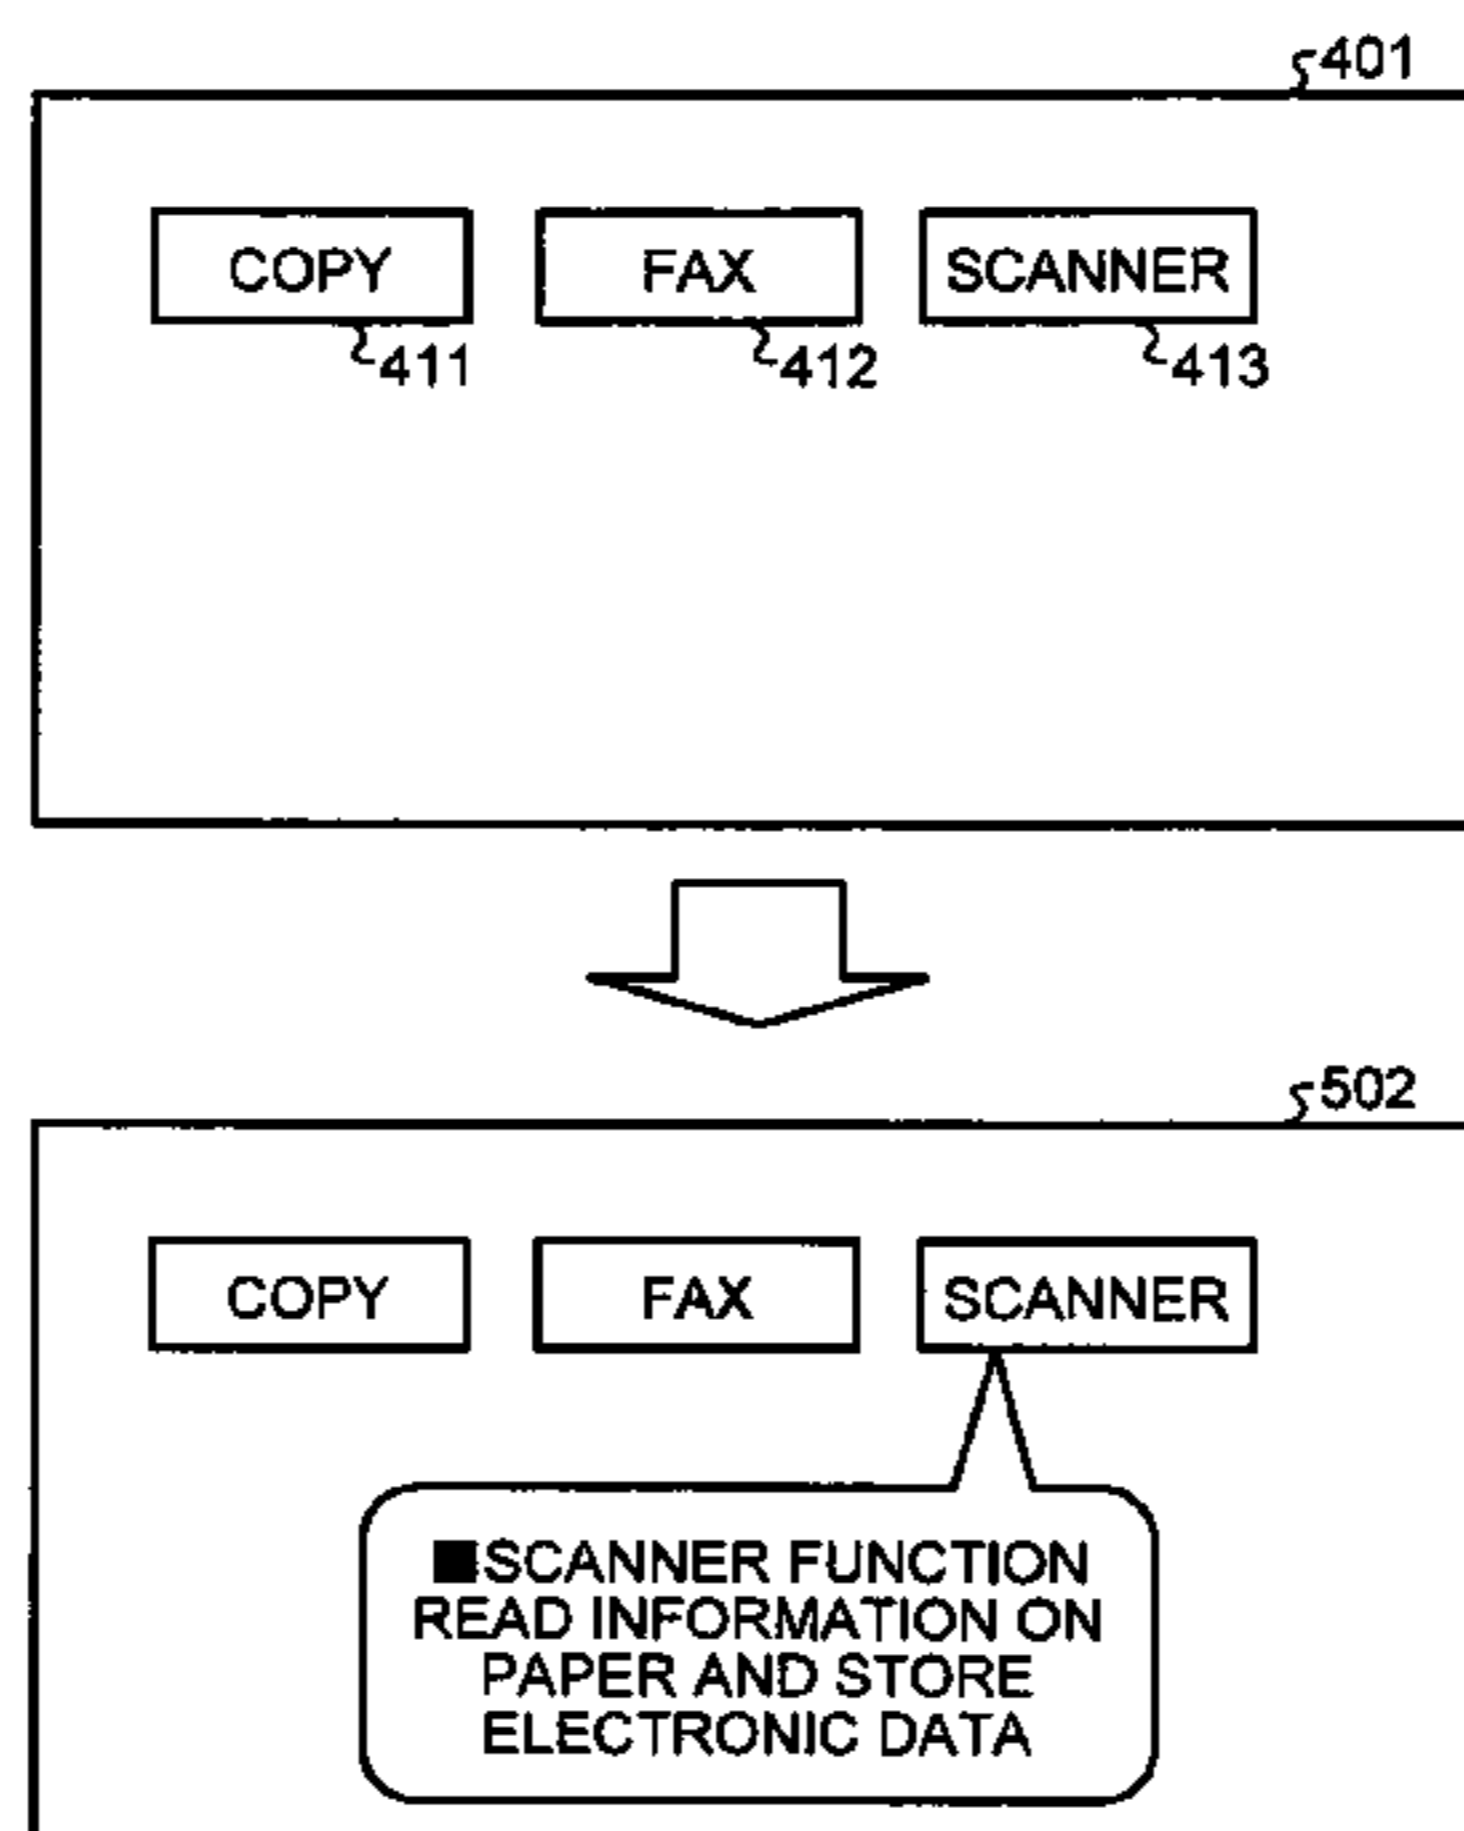 401
COPY FAX SCANNER
411 412 413
502
COPY FAX SCANNER
■SCANNER FUNCTION
READ INFORMATION ON
PAPER AND STORE
ELECTRONIC DATA